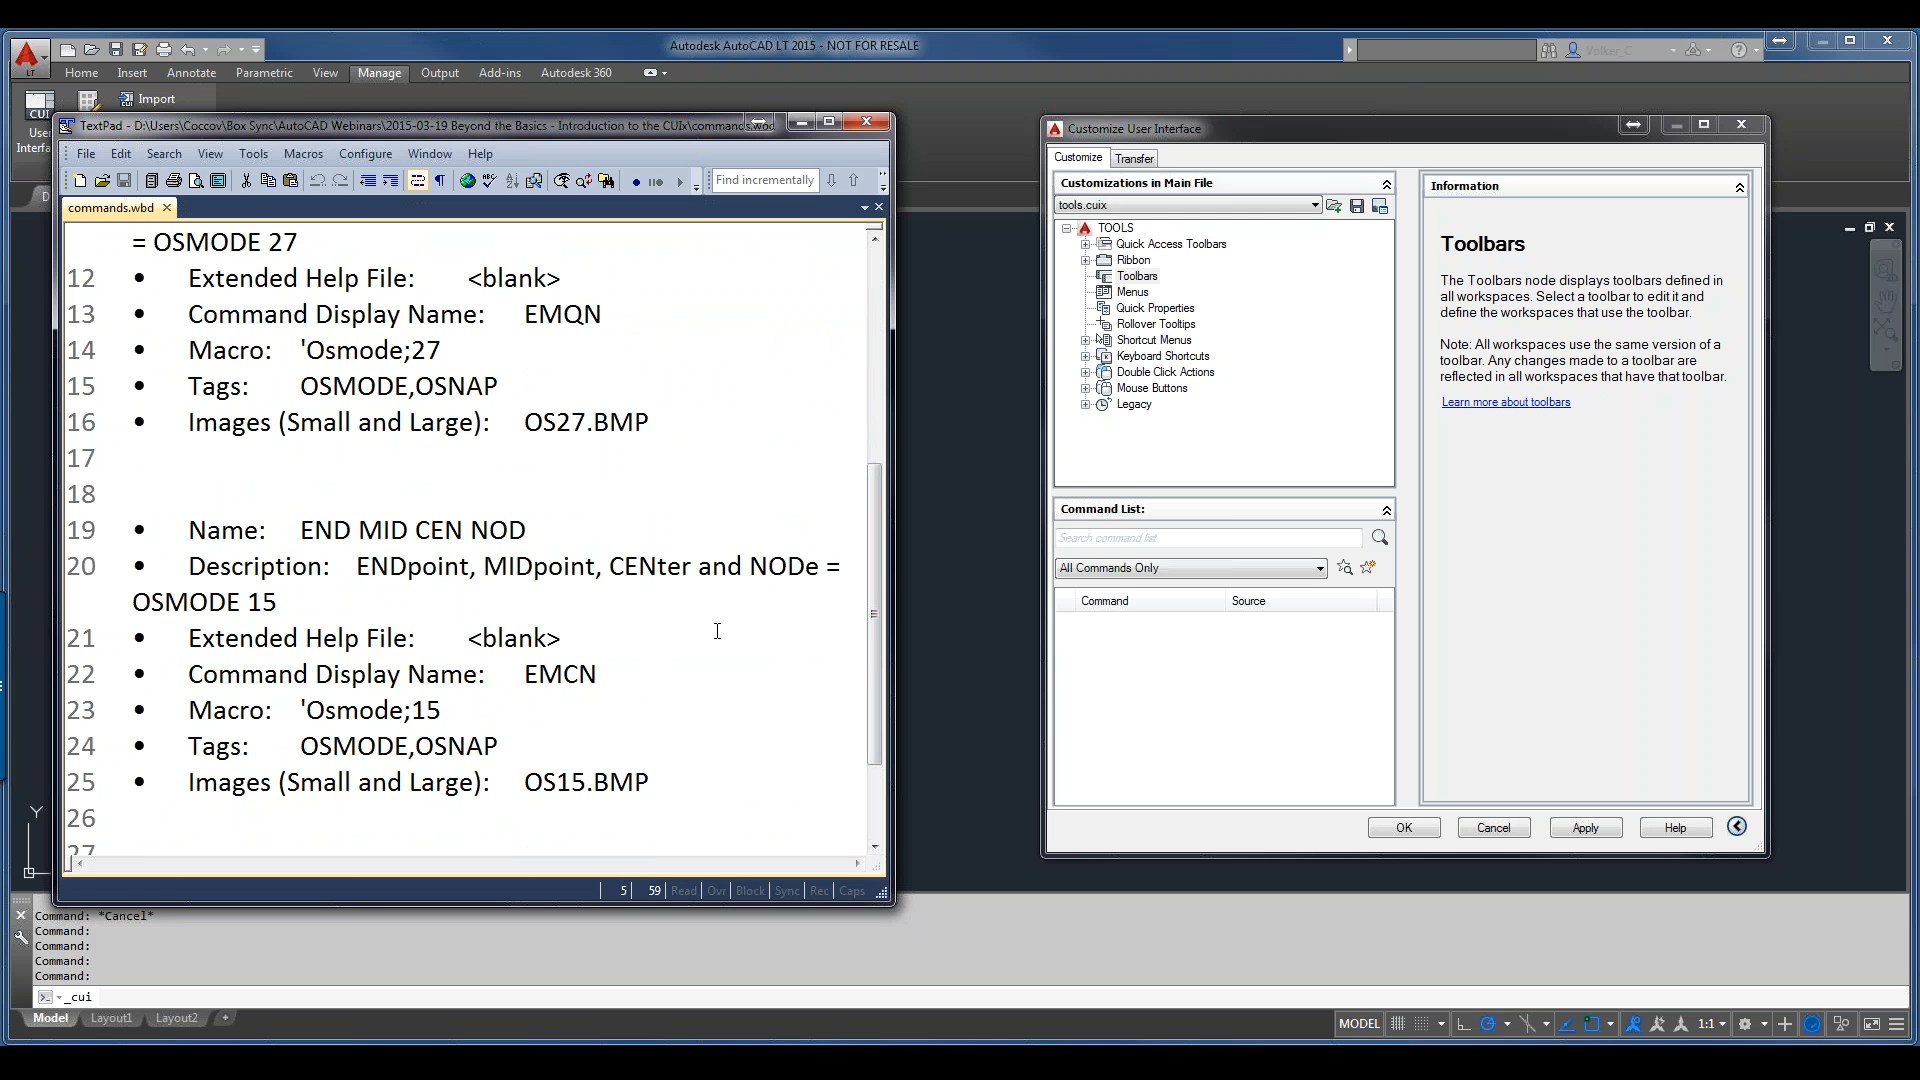 Autodesk AutoCAD LT 2015 - NOT FOR RESALE
Volker_C
LT
Home Insert Annotate Parametric View Manage Output Add-ins Autodesk 360
CUI
Import
User
Interfa
TextPad - D:\Users\Coccov\Box Sync\AutoCAD Webinars\2015-03-19 Beyond the Basics - Introduction to the CUIx\commands.wbd
File Edit Search View Tools Macros Configure Window Help
Find incrementally
commands.wbd
= OSMODE 27
12 • Extended Help File: <blank>
13 • Command Display Name: EMQN
14 • Macro: 'Osmode;27
15 • Tags: OSMODE,OSNAP
16 • Images (Small and Large): OS27.BMP
17
18
19 • Name: END MID CEN NOD
20 • Description: ENDpoint, MIDpoint, CENter and NODe =
OSMODE 15
21 • Extended Help File: <blank>
22 • Command Display Name: EMCN
23 • Macro: 'Osmode;15
24 • Tags: OSMODE,OSNAP
25 • Images (Small and Large): OS15.BMP
26
27
5 59 Read Ovr Block Sync Rec Caps
Customize User Interface
Customize Transfer
Customizations in Main File
tools.cuix
TOOLS
Quick Access Toolbars
Ribbon
Toolbars
Menus
Quick Properties
Rollover Tooltips
Shortcut Menus
Keyboard Shortcuts
Double Click Actions
Mouse Buttons
Legacy
Command List:
Search command list
All Commands Only
Command Source
Information
Toolbars
The Toolbars node displays toolbars defined in
all workspaces. Select a toolbar to edit it and
define the workspaces that use the toolbar.
Note: All workspaces use the same version of a
toolbar. Any changes made to a toolbar are
reflected in all workspaces that have that toolbar.
Learn more about toolbars
OK Cancel Apply Help
Y
Command: *Cancel*
Command:
Command:
Command:
Command:
_cui
Model Layout1 Layout2 +
MODEL 1:1